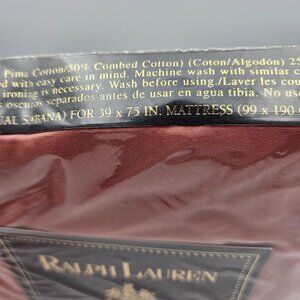 Pima Cotton/50% Combed Cotton) (Coton/Algodón) 25
ed with easy care in mind. Machine wash with similar c
ironing is necessary. Wash before using./Laver les cou
s oscuros separados antes de usar en agua tibia. No us
UAL SABANA) FOR 39 x 75 IN. MATTRESS (99 x 190
RALPH LAUREN